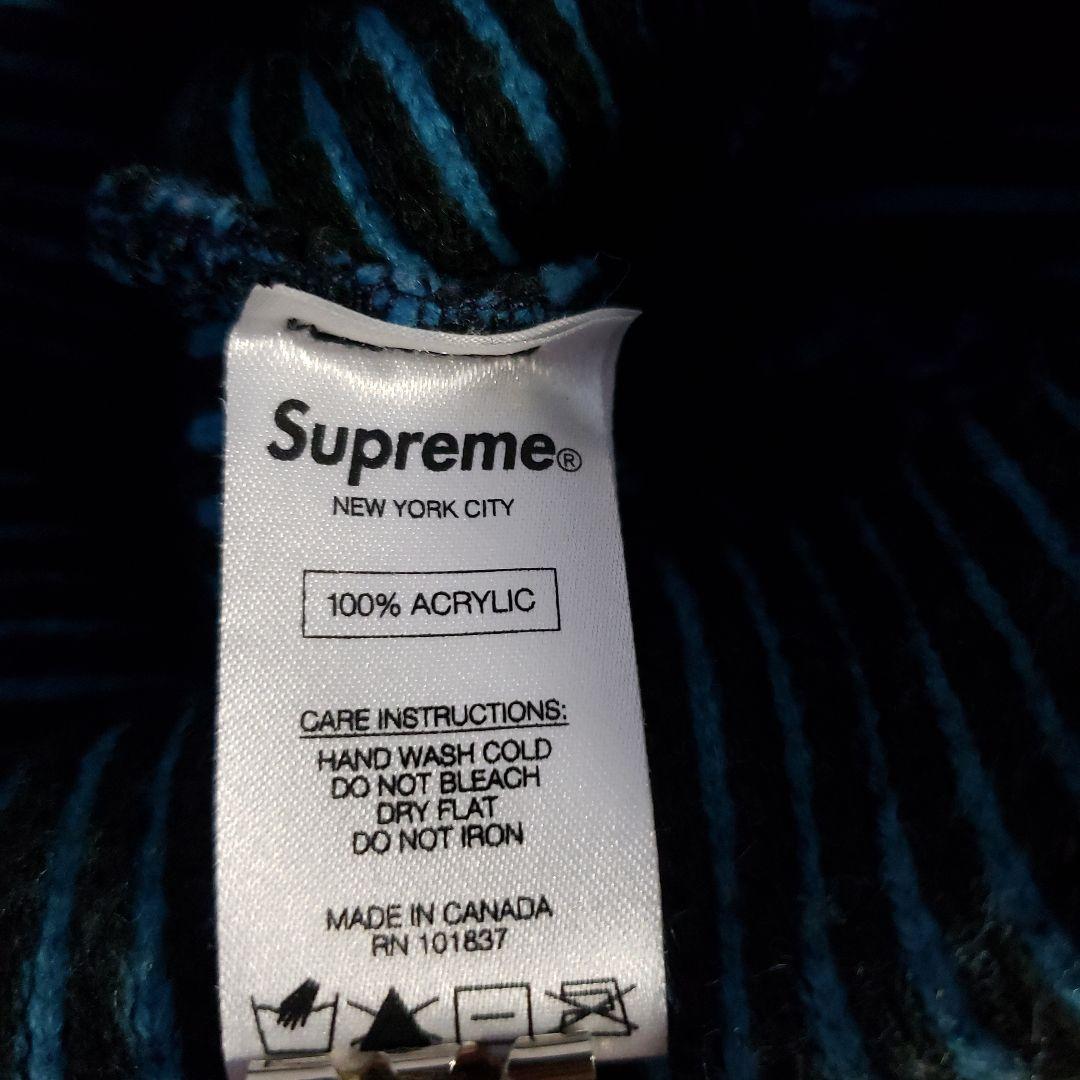 Supreme®
NEW YORK CITY
100% ACRYLIC
CARE INSTRUCTIONS:
HAND WASH COLD
DO NOT BLEACH
DRY FLAT
DO NOT IRON
MADE IN CANADA
RN 101837